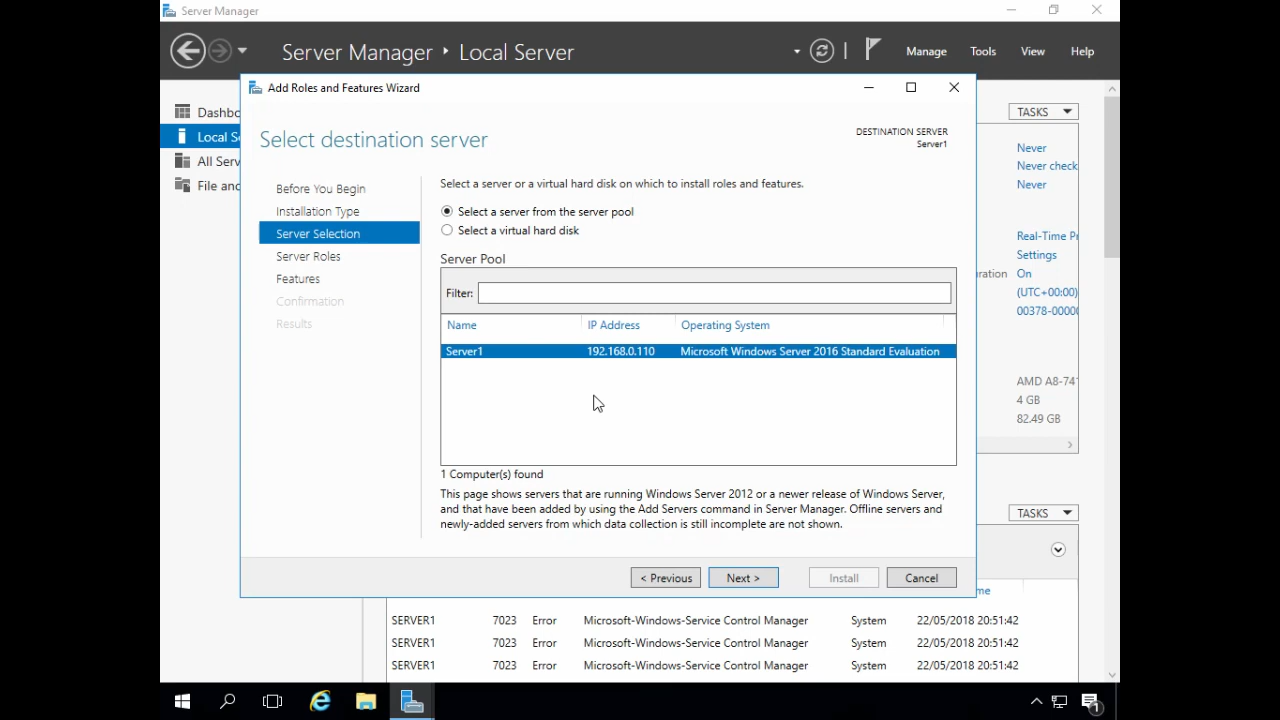 Server Manager
Server Manager ‣ Local Server
Manage Tools View Help
Add Roles and Features Wizard
Select destination server
DESTINATION SERVER
Server1
Before You Begin
Installation Type
Server Selection
Server Roles
Features
Confirmation
Results
Select a server or a virtual hard disk on which to install roles and features.
Select a server from the server pool
Select a virtual hard disk
Server Pool
Filter:
Name IP Address Operating System
Server1 192.168.0.110 Microsoft Windows Server 2016 Standard Evaluation
1 Computer(s) found
This page shows servers that are running Windows Server 2012 or a newer release of Windows Server,
and that have been added by using the Add Servers command in Server Manager. Offline servers and
newly-added servers from which data collection is still incomplete are not shown.
< Previous Next > Install Cancel
Dashbo
Local Se
All Serv
File and
TASKS
Never
Never check
Never
Real-Time Pr
Settings
uration On
(UTC+00:00)
00378-00000
AMD A8-741
4 GB
82.49 GB
TASKS
me
SERVER1 7023 Error Microsoft-Windows-Service Control Manager System 22/05/2018 20:51:42
SERVER1 7023 Error Microsoft-Windows-Service Control Manager System 22/05/2018 20:51:42
SERVER1 7023 Error Microsoft-Windows-Service Control Manager System 22/05/2018 20:51:42
1